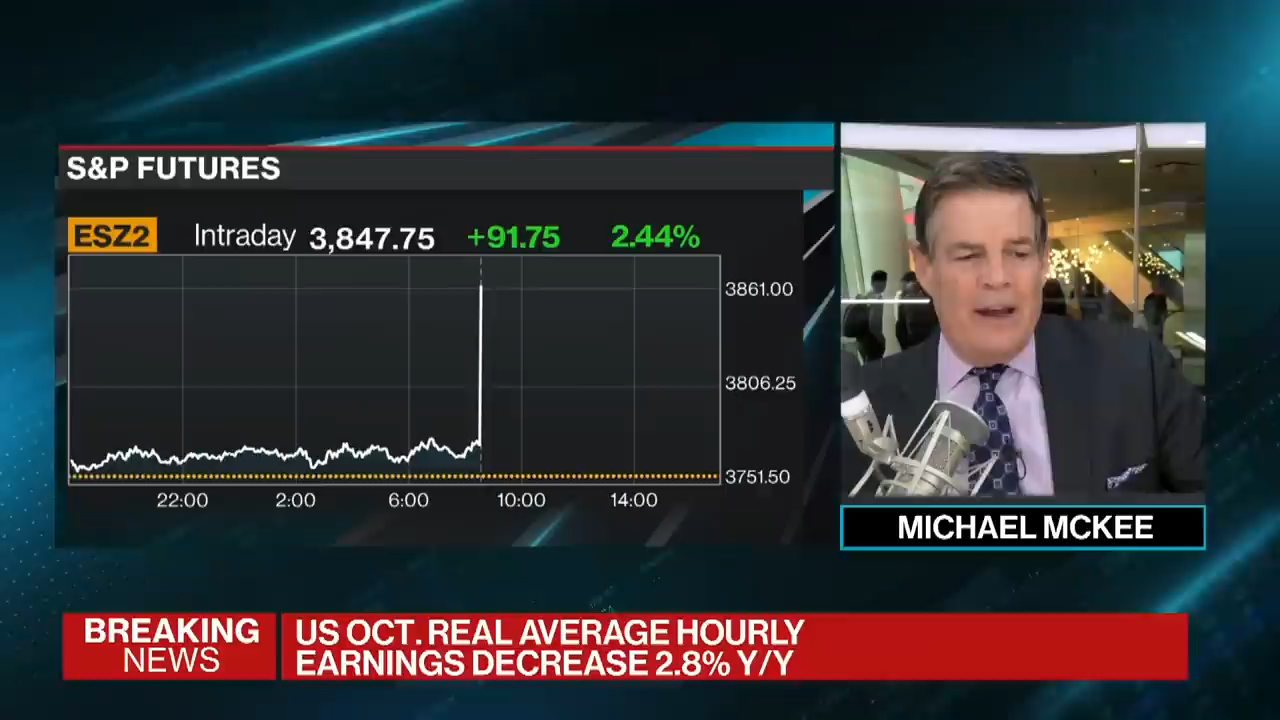 S&P FUTURES
ESZ2 Intraday 3,847.75 +91.75 2.44%
3861.00
3806.25
3751.50
22:00 2:00 6:00 10:00 14:00
MICHAEL MCKEE
BREAKING
NEWS
US OCT. REAL AVERAGE HOURLY
EARNINGS DECREASE 2.8% Y/Y